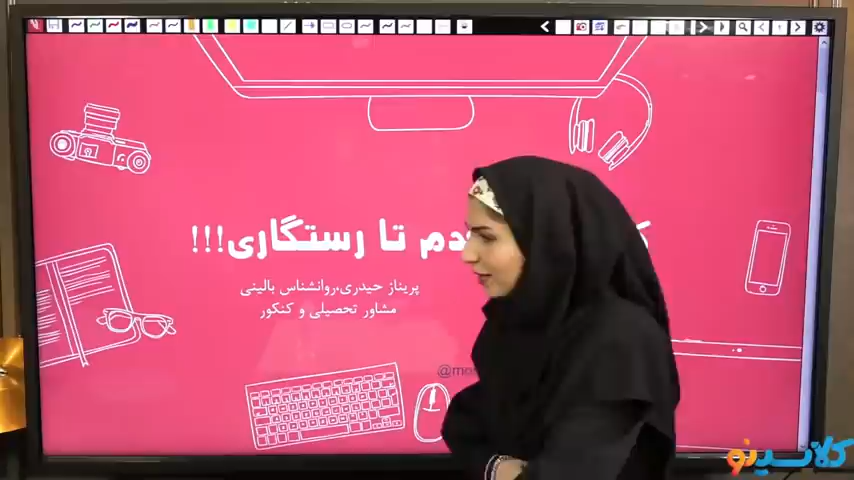 تا رستگاری!!!
پریناز حیدری،روانشناس بالینی
مشاور تحصیلی و کنکور
کلاسینو